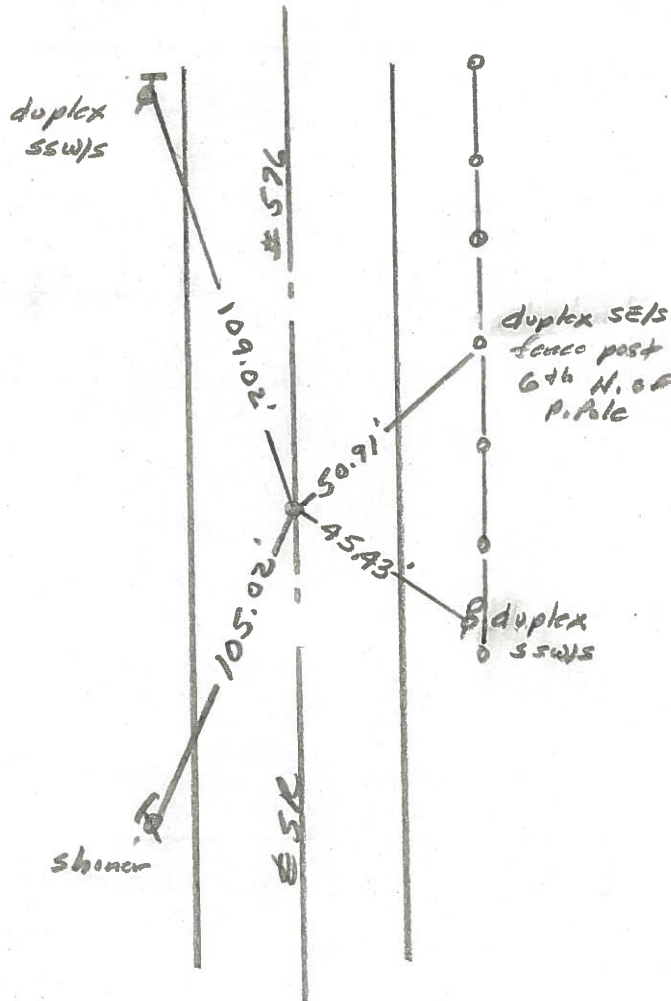 duplex
SSW/S
109.02'
duplex SE/S
fence post
6th N. of
P. Pole
50.91'
45.43'
105.02'
duplex
SSW/S
shiner